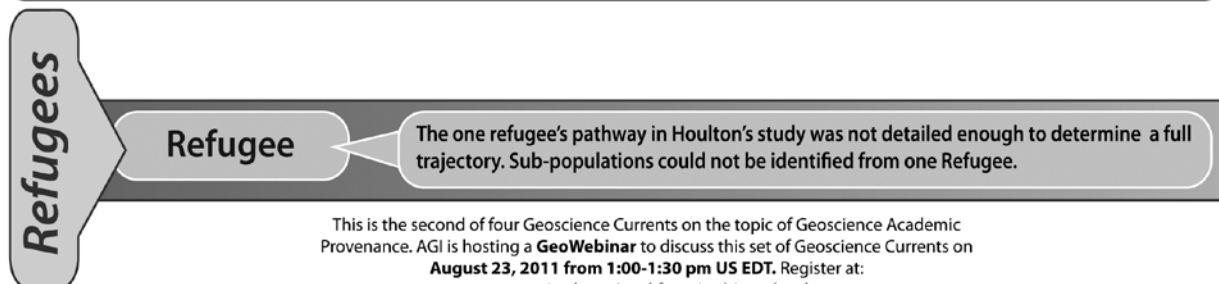 Refugees
Refugee
The one refugee's pathway in Houlton's study was not detailed enough to determine a full
trajectory. Sub-populations could not be identified from one Refugee.
This is the second of four Geoscience Currents on the topic of Geoscience Academic
Provenance. AGI is hosting a GeoWebinar to discuss this set of Geoscience Currents on
August 23, 2011 from 1:00-1:30 pm US EDT. Register at: